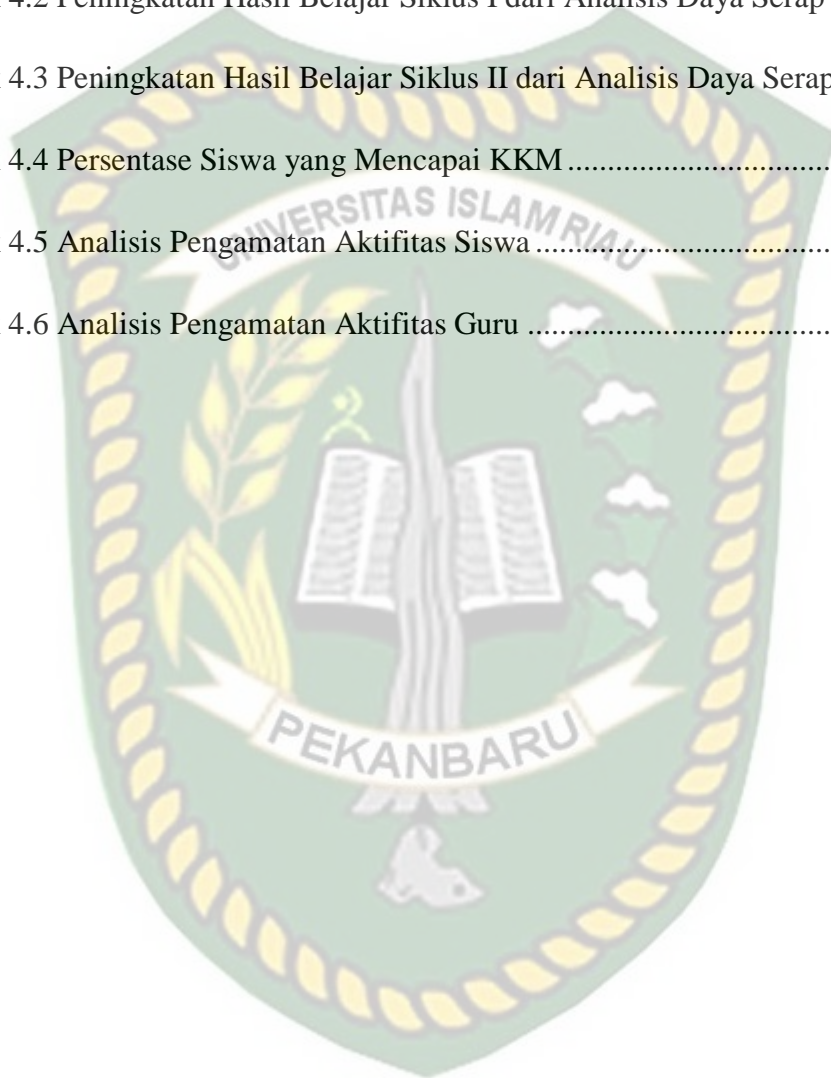 4.2 Peningkatan Hasil Belajar Siklus I dari Analisis Daya Serap
4.3 Peningkatan Hasil Belajar Siklus II dari Analisis Daya Serap
4.4 Persentase Siswa yang Mencapai KKM ................................
UNIVERSITAS ISLAM RIAU
4.5 Analisis Pengamatan Aktifitas Siswa ....................................
4.6 Analisis Pengamatan Aktifitas Guru .....................................
PEKANBARU